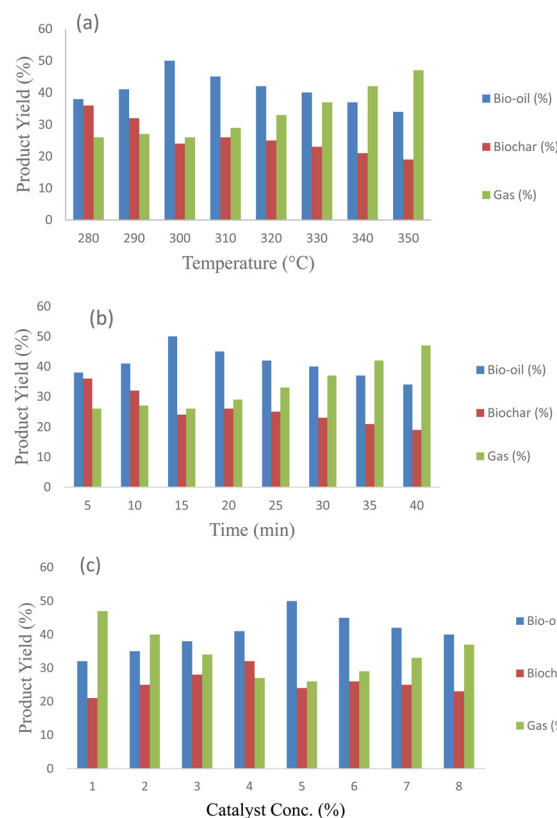 (a)
Product Yield (%)
60
50
40
30
20
10
0
280 290 300 310 320 330 340 350
Temperature (°C)
Bio-oil (%)
Biochar (%)
Gas (%)
(b)
Product Yield (%)
60
50
40
30
20
10
0
5 10 15 20 25 30 35 40
Time (min)
Bio-oil (%)
Biochar (%)
Gas (%)
(c)
Product Yield (%)
60
50
40
30
20
10
0
1 2 3 4 5 6 7 8
Catalyst Conc. (%)
Bio-o
Bioch
Gas (